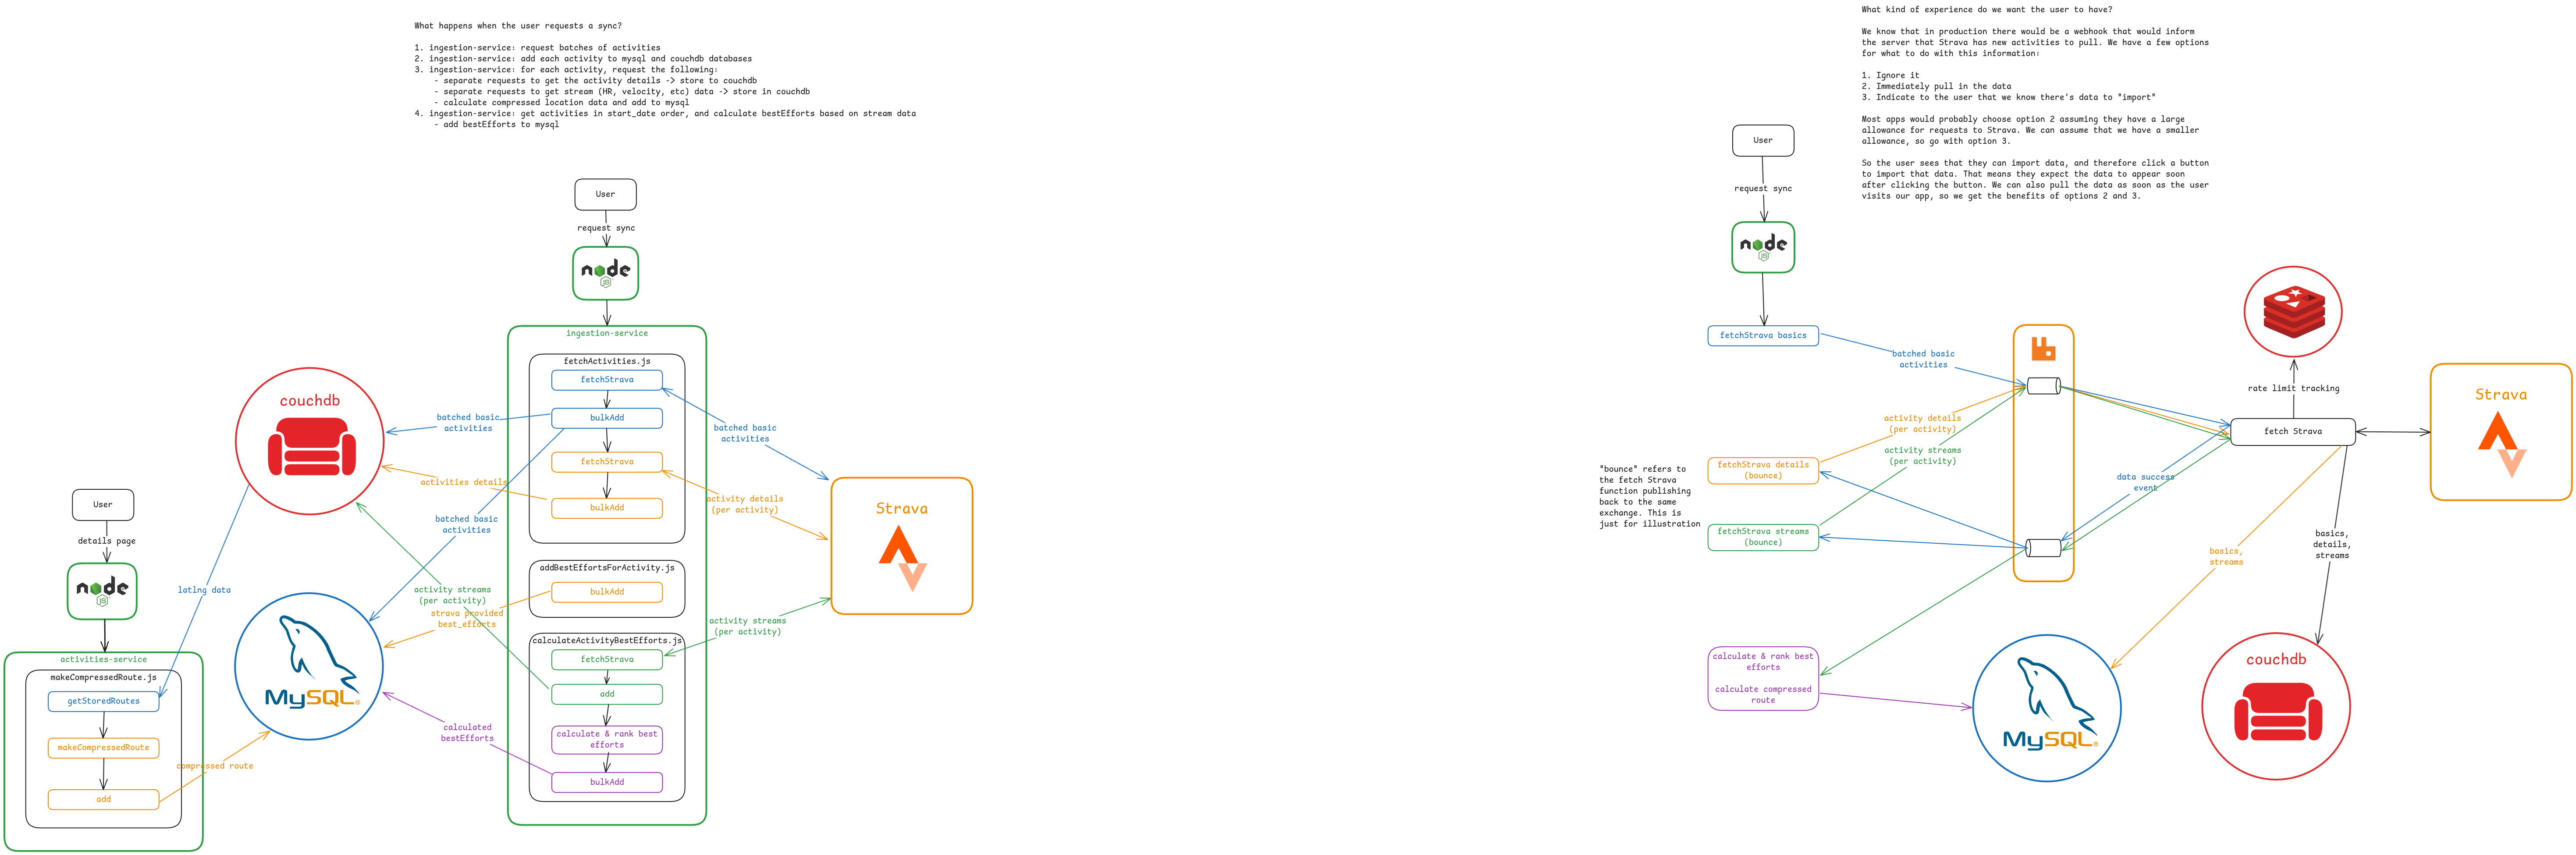 What happens when the user requests a sync?
1. ingestion-service: request batches of activities
2. ingestion-service: add each activity to mysql and couchdb databases
3. ingestion-service: for each activity, request the following:
- separate requests to get the activity details -> store to couchdb
- separate requests to get stream (HR, velocity, etc) data -> store in couchdb
- calculate compressed location data and add to mysql
4. ingestion-service: get activities in start_date order, and calculate bestEfforts based on stream data
- add bestEfforts to mysql
User
request sync
node
JS
ingestion-service
fetchActivities.js
fetchStrava
bulkAdd
fetchStrava
bulkAdd
addBestEffortsForActivity.js
bulkAdd
calculateActivityBestEfforts.js
fetchStrava
add
calculate & rank best
efforts
bulkAdd
couchdb
batched basic
activities
activities details
batched basic
activities
activity streams
(per activity)
strava provided
best_efforts
calculated
bestEfforts
MySQL®
batched basic
activities
activity details
(per activity)
activity streams
(per activity)
Strava
User
details page
node
JS
activities-service
makeCompressedRoute.js
getStoredRoutes
makeCompressedRoute
add
latlng data
compressed route
What kind of experience do we want the user to have?
We know that in production there would be a webhook that would inform
the server that Strava has new activities to pull. We have a few options
for what to do with this information:
1. Ignore it
2. Immediately pull in the data
3. Indicate to the user that we know there's data to "import"
Most apps would probably choose option 2 assuming they have a large
allowance for requests to Strava. We can assume that we have a smaller
allowance, so go with option 3.
So the user sees that they can import data, and therefore click a button
to import that data. That means they expect the data to appear soon
after clicking the button. We can also pull the data as soon as the user
visits our app, so we get the benefits of options 2 and 3.
User
request sync
node
JS
fetchStrava basics
batched basic
activities
activity details
(per activity)
activity streams
(per activity)
fetchStrava details
(bounce)
fetchStrava streams
(bounce)
"bounce" refers to
the fetch Strava
function publishing
back to the same
exchange. This is
just for illustration
calculate & rank best
efforts
calculate compressed
route
rate limit tracking
fetch Strava
Strava
data success
event
basics,
streams
basics,
details,
streams
MySQL®
couchdb